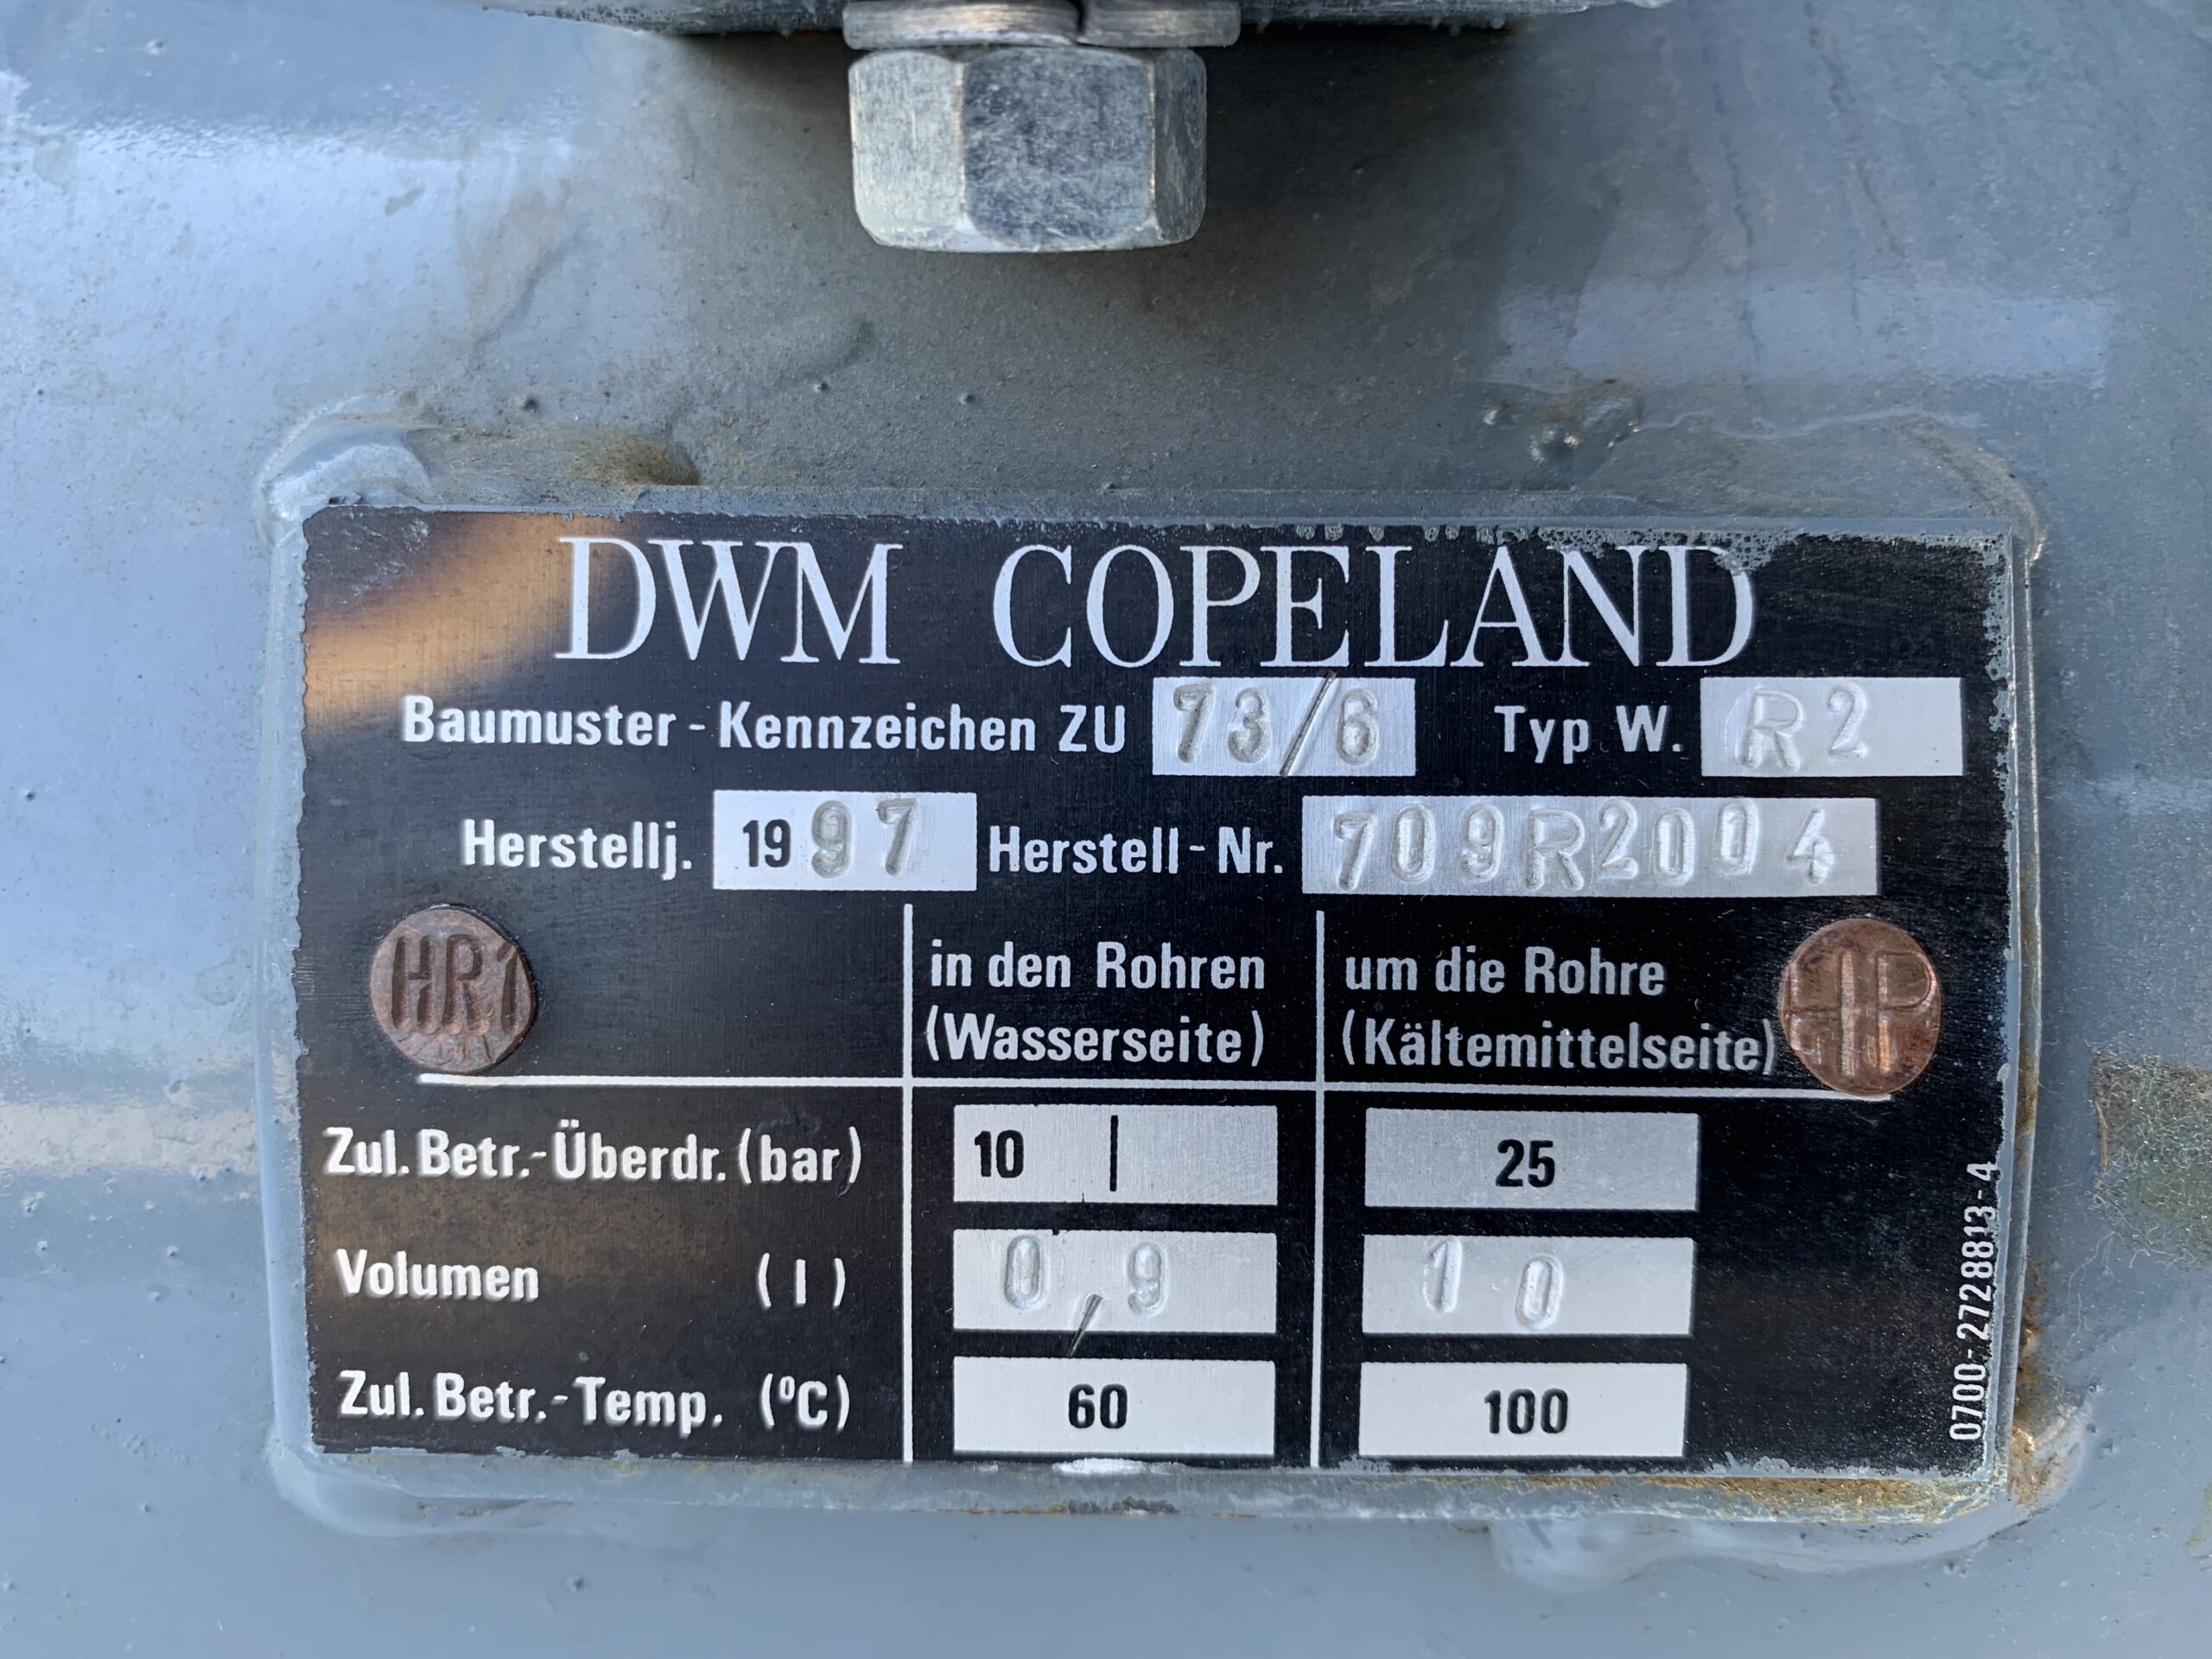 DWM COPELAND
Baumuster-Kennzeichen ZU 73/6 Typ W. R2
Herstellj. 1997 Herstell-Nr. 709R2004
HR1
in den Rohren um die Rohre
(Wasserseite) (Kältemittelseite)
Zul. Betr.-Überdr. (bar) 10 | 25
Volumen (l) 0,9 10
Zul. Betr.-Temp. (°C) 60 100
0700-2728813-4